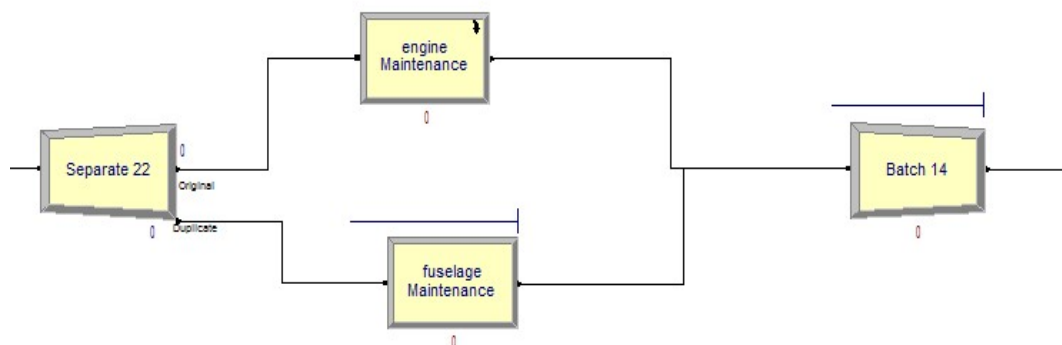 engine
Maintenance
0
Separate 22
0
Original
Duplicate
0
fuselage
Maintenance
0
Batch 14
0